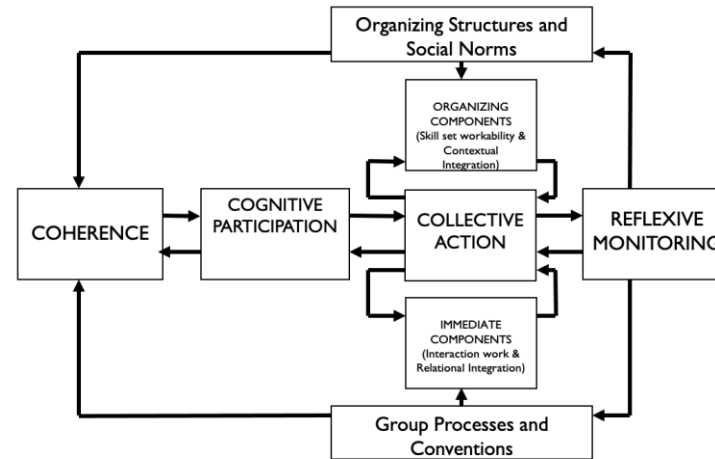 Organizing Structures and
Social Norms
ORGANIZING
COMPONENTS
(Skill set workability &
Contextual
Integration)
COHERENCE
COGNITIVE
PARTICIPATION
COLLECTIVE
ACTION
REFLEXIVE
MONITORING
IMMEDIATE
COMPONENTS
(Interaction work &
Relational Integration)
Group Processes and
Conventions